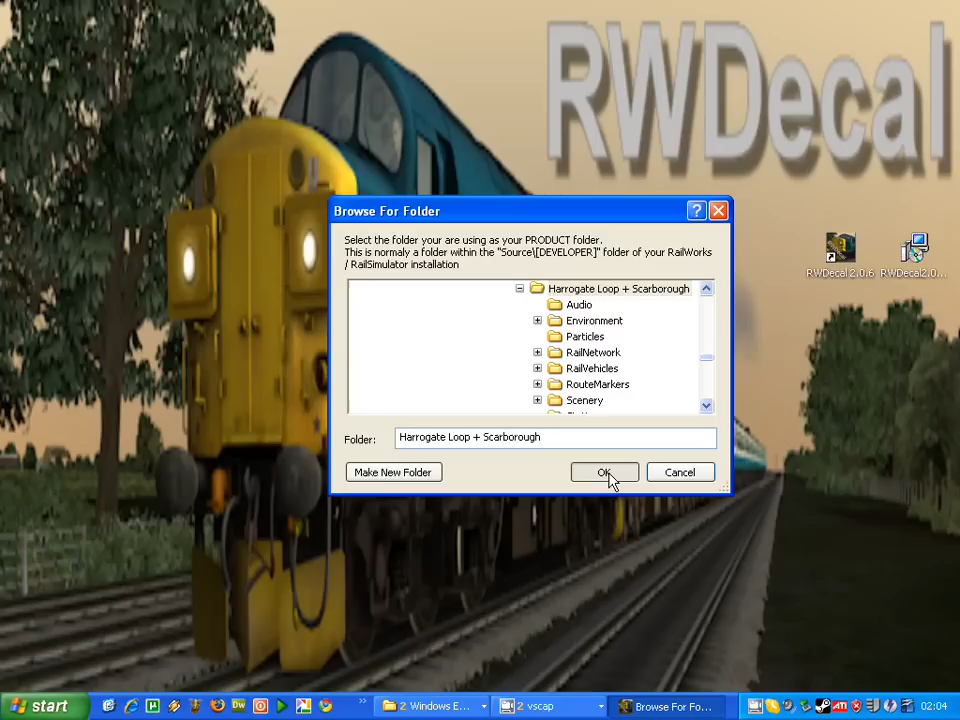 RWDecal
Browse For Folder
Select the folder your are using as your PRODUCT folder.
This is normaly a folder within the "Source\[DEVELOPER]" folder of your RailWorks
/ RailSimulator installation
Harrogate Loop + Scarborough
Audio
Environment
Particles
RailNetwork
RailVehicles
RouteMarkers
Scenery
Folder:
Harrogate Loop + Scarborough
Make New Folder
OK
Cancel
RWDecal 2.0.6
RWDecal2.0...
start
2 Windows E...
2 vscap
Browse For Fo...
02:04